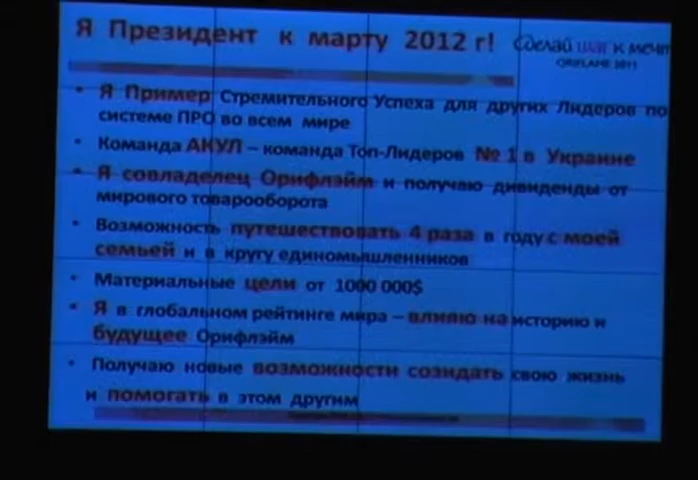 Я Президент к марту 2012 г!
Сделай шаг к мечт
ORIFLAME 2011
• Я Пример Стремительного Успеха для других Лидеров по
системе ПРО во всем мире
• Команда АКУЛ – команда Топ-Лидеров № 1 в Украине
• Я совладелец Орифлэйм и получаю дивиденды от
мирового товарооборота
• Возможность путешествовать 4 раза в году с моей
семьей и в кругу единомышленников
• Материальные цели от 1000 000$
• Я в глобальном рейтинге мира – влияю на историю и
будущее Орифлэйм
• Получаю новые возможности созидать свою жизнь
и помогать в этом другим